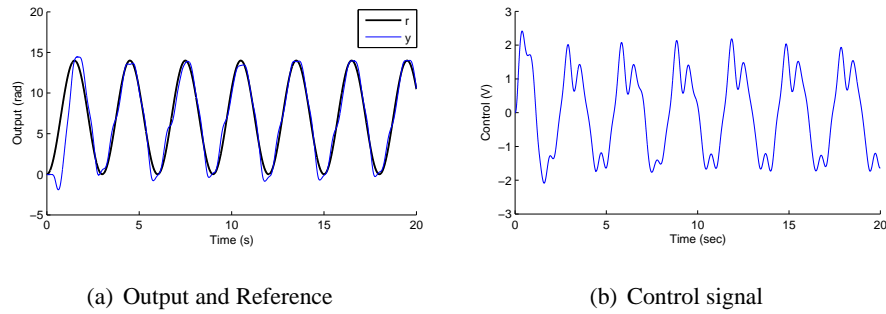 20
15
10
5
0
−5
0
5
10
15
20
Output (rad)
Time (s)
r
y
3
2
1
0
−1
−2
−3
0
5
10
15
20
Control (V)
Time (sec)
(a) Output and Reference
(b) Control signal